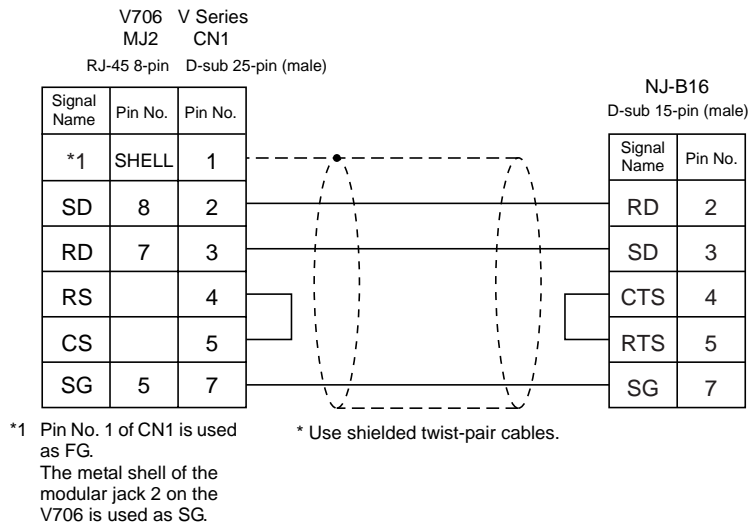 V706 V Series
MJ2 CN1
RJ-45 8-pin D-sub 25-pin (male)
NJ-B16
D-sub 15-pin (male)
Signal Name Pin No. Pin No.
*1 SHELL 1
SD 8 2
RD 7 3
RS 4
CS 5
SG 5 7
Signal Name Pin No.
RD 2
SD 3
CTS 4
RTS 5
SG 7
*1 Pin No. 1 of CN1 is used
as FG.
The metal shell of the
modular jack 2 on the
V706 is used as SG.
* Use shielded twist-pair cables.